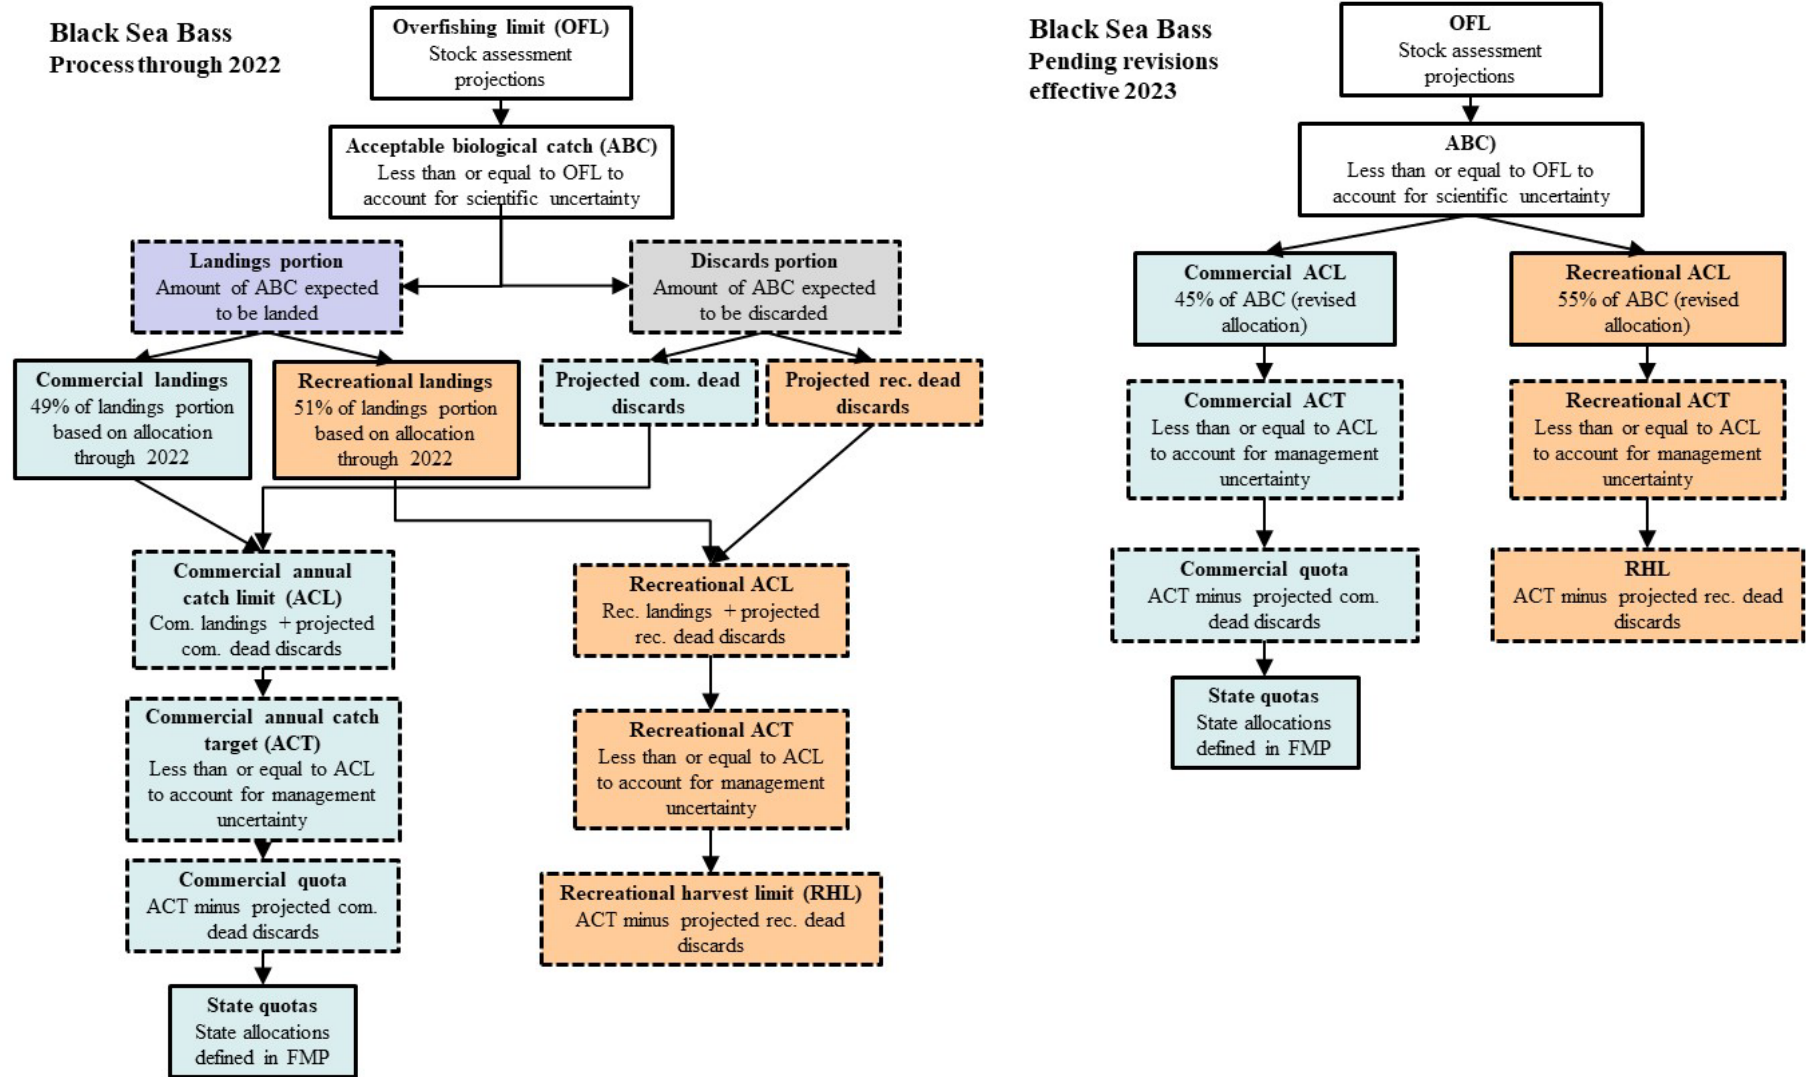 Black Sea Bass
Process through 2022
Overfishing limit (OFL)
Stock assessment
projections
Acceptable biological catch (ABC)
Less than or equal to OFL to
account for scientific uncertainty
Landings portion
Amount of ABC expected
to be landed
Discards portion
Amount of ABC expected
to be discarded
Commercial landings
49% of landings portion
based on allocation
through 2022
Recreational landings
51% of landings portion
based on allocation
through 2022
Projected com. dead
discards
Projected rec. dead
discards
Commercial annual
catch limit (ACL)
Com. landings + projected
com. dead discards
Recreational ACL
Rec. landings + projected
rec. dead discards
Commercial annual catch
target (ACT)
Less than or equal to ACL
to account for management
uncertainty
Recreational ACT
Less than or equal to ACL
to account for management
uncertainty
Commercial quota
ACT minus projected com.
dead discards
Recreational harvest limit (RHL)
ACT minus projected rec. dead
discards
State quotas
State allocations
defined in FMP
Black Sea Bass
Pending revisions
effective 2023
OFL
Stock assessment
projections
ABC)
Less than or equal to OFL to
account for scientific uncertainty
Commercial ACL
45% of ABC (revised
allocation)
Recreational ACL
55% of ABC (revised
allocation)
Commercial ACT
Less than or equal to ACL
to account for management
uncertainty
Recreational ACT
Less than or equal to ACL
to account for management
uncertainty
Commercial quota
ACT minus projected com.
dead discards
RHL
ACT minus projected rec. dead
discards
State quotas
State allocations
defined in FMP